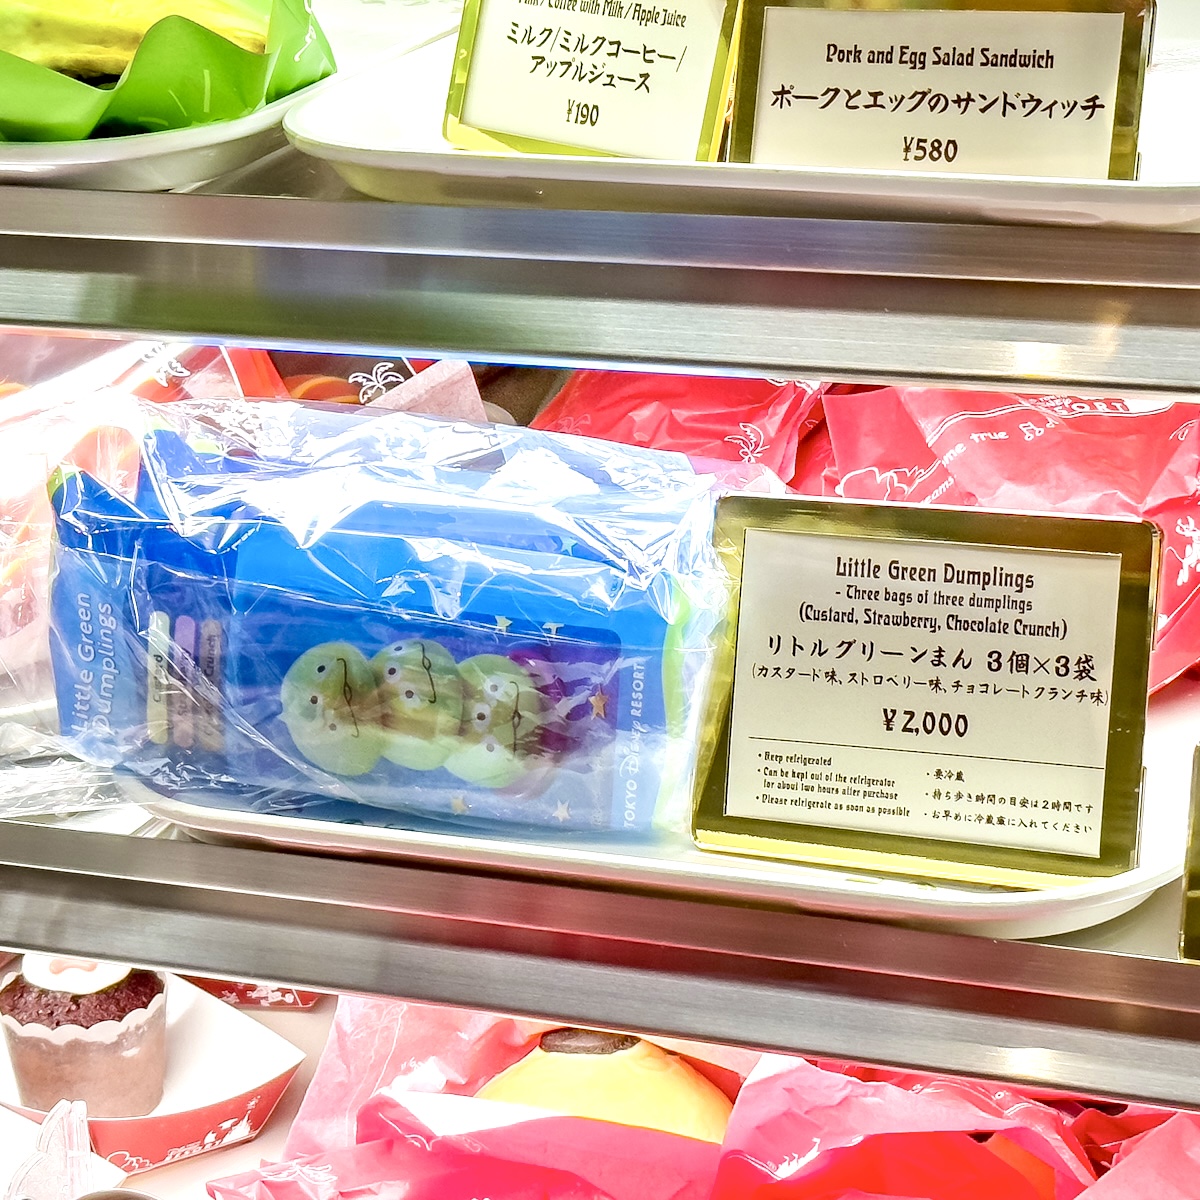 Milk / Coffee with Milk / Apple Juice
ミルク/ミルクコーヒー/
アップルジュース
¥190
Pork and Egg Salad Sandwich
ポークとエッグのサンドウィッチ
¥580
Little Green
Dumplings
Crunch
TOKYO DISNEY RESORT
RESORT
true
Little Green Dumplings
- Three bags of three dumplings
(Custard, Strawberry, Chocolate Crunch)
リトルグリーンまん 3個×3袋
(カスタード味、ストロベリー味、チョコレートクランチ味)
¥2,000
・Keep refrigerated
・Can be kept out of the refrigerator
for about two hours after purchase
・Please refrigerate as soon as possible
・要冷蔵
・持ち歩き時間の目安は2時間です
・お早めに冷蔵庫に入れてください